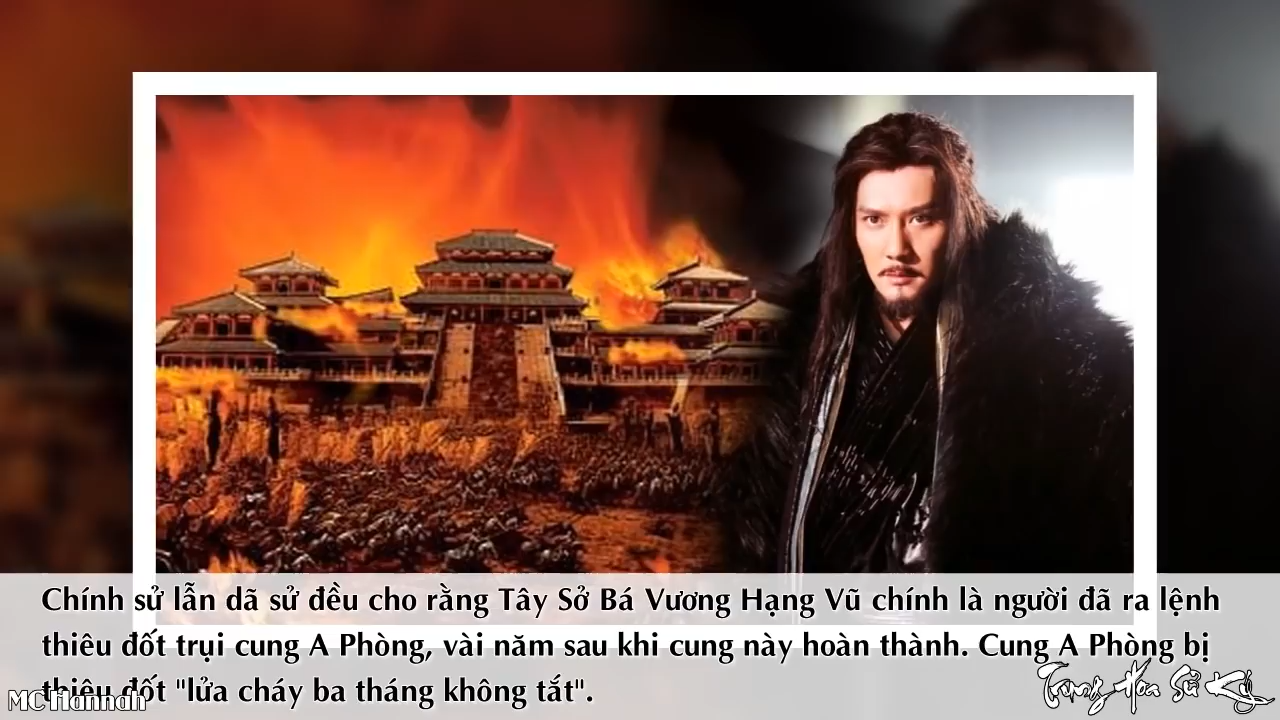 Chính sử lẫn dã sử đều cho rằng Tây Sở Bá Vương Hạng Vũ chính là người đã ra lệnh
thiêu đốt trụi cung A Phòng, vài năm sau khi cung này hoàn thành. Cung A Phòng bị
thiêu đốt "lửa cháy ba tháng không tắt".
MC Hannah
Trung Hoa Sử Ký